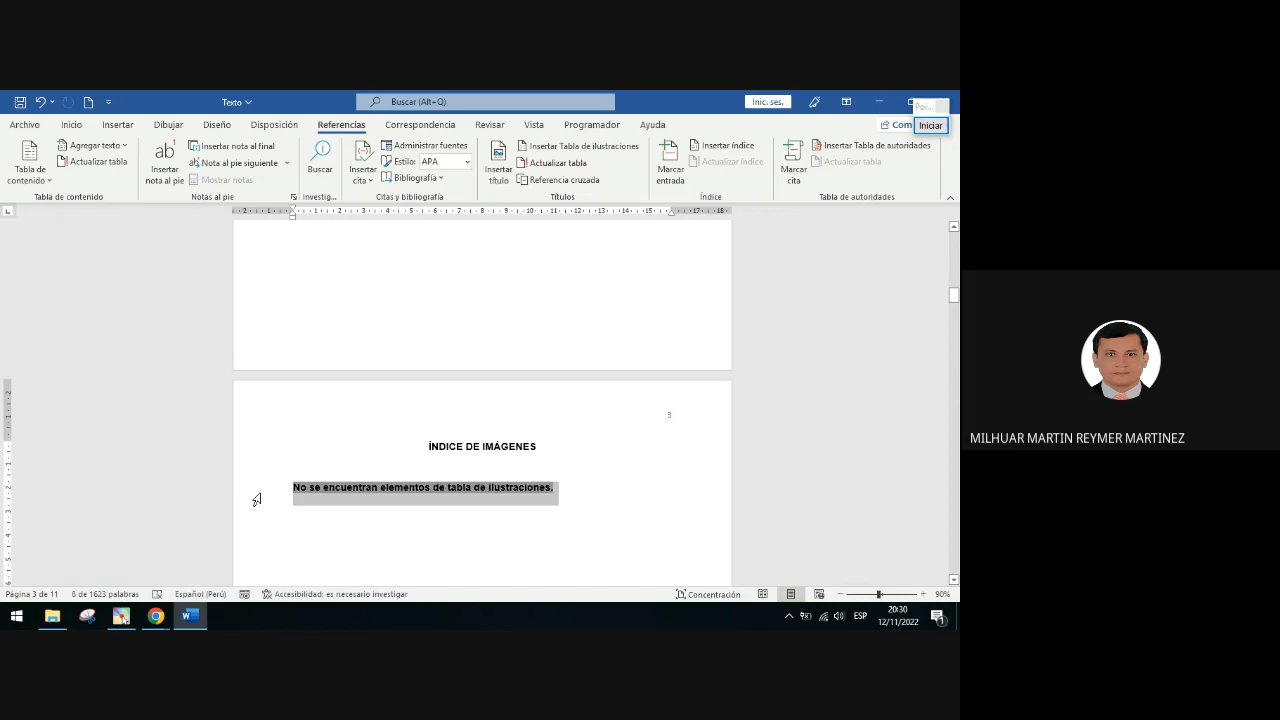 Texto
Buscar (Alt+Q)
Inic. ses.
Archivo Inicio Insertar Dibujar Diseño Disposición Referencias Correspondencia Revisar Vista Programador Ayuda Com
Iniciar
Tabla de contenido
Agregar texto
Actualizar tabla
Tabla de contenido
Insertar nota al pie
Insertar nota al final
Nota al pie siguiente
Mostrar notas
Notas al pie
Buscar
Investig...
Insertar cita
Administrar fuentes
Estilo: APA
Bibliografía
Citas y bibliografía
Insertar título
Insertar Tabla de ilustraciones
Actualizar tabla
Referencia cruzada
Títulos
Marcar entrada
Insertar índice
Actualizar índice
Índice
Marcar cita
Insertar Tabla de autoridades
Actualizar tabla
Tabla de autoridades
3
ÍNDICE DE IMÁGENES
No se encuentran elementos de tabla de ilustraciones.
MILHUAR MARTIN REYMER MARTINEZ
Página 3 de 11 8 de 1623 palabras Español (Perú) Accesibilidad: es necesario investigar Concentración 90%
ESP
20:30
12/11/2022